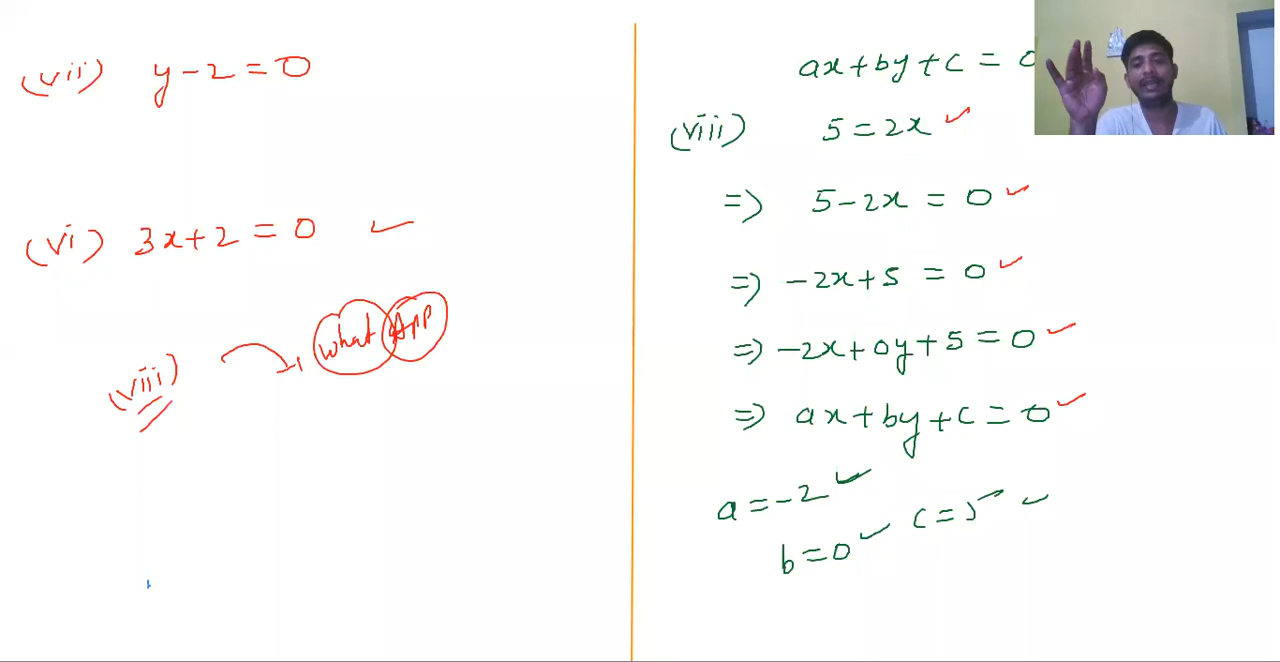 (vii) y-2=0
(vi) 3x+2=0 ✓
(viii) → what App
ax+by+c=0
(viii) 5=2x ✓
=> 5-2x=0 ✓
=> -2x+5=0 ✓
=> -2x+0y+5=0 ✓
=> ax+by+c=0 ✓
a=-2 ✓ c=5 ✓
b=0 ✓